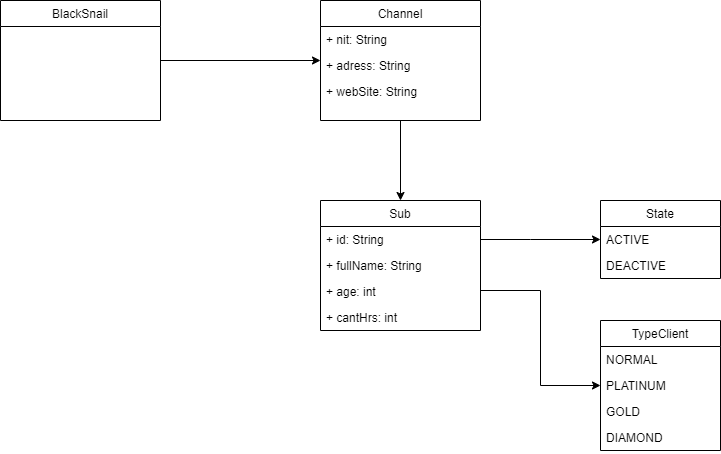 BlackSnail
Channel
+ nit: String
+ adress: String
+ webSite: String
Sub
+ id: String
+ fullName: String
+ age: int
+ cantHrs: int
State
ACTIVE
DEACTIVE
TypeClient
NORMAL
PLATINUM
GOLD
DIAMOND